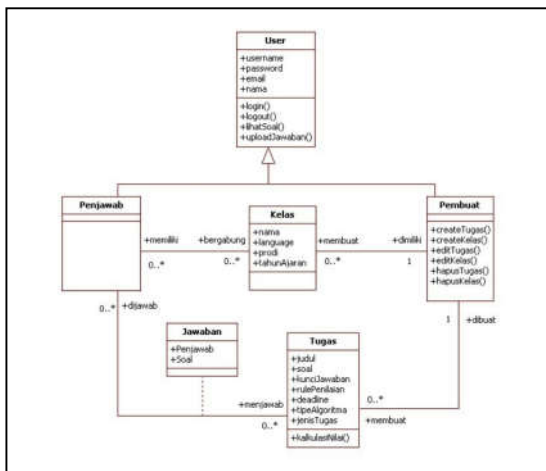 User
+username
+password
+email
+nama
+login()
+logout()
+lihatSoal()
+uploadJawaban()
Penjawab
Kelas
+nama
+language
+prodi
+tahunAjaran
Pembuat
+createTugas()
+createKelas()
+editTugas()
+editKelas()
+hapusTugas()
+hapusKelas()
+memiliki
+bergabung
0..*
0..*
+membuat
+dimiliki
0..*
1
0..*
+dijawab
1
+dibuat
Jawaban
+Penjawab
+Soal
Tugas
+judul
+soal
+kunciJawaban
+rulePenilaian
+deadline
+tipeAlgoritma
+jenisTugas
+kalkulasiNilai()
+menjawab
0..*
0..*
+membuat